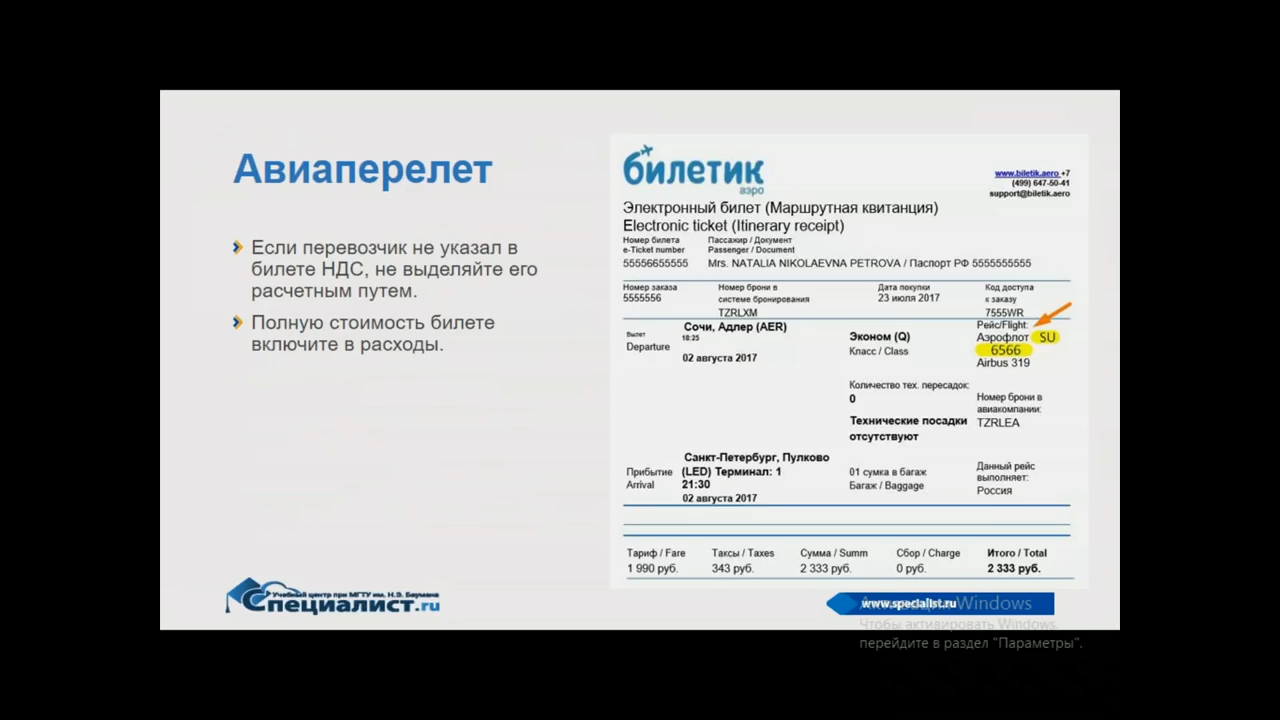 Авиаперелет
Если перевозчик не указал в
билете НДС, не выделяйте его
расчетным путем.
Полную стоимость билете
включите в расходы.
билетик
аэро
www.biletik.aero +7
(499) 647-50-41
support@biletik.aero
Электронный билет (Маршрутная квитанция)
Electronic ticket (Itinerary receipt)
Номер билета Пассажир / Документ
e-Ticket number Passenger / Document
55556655555 Mrs. NATALIA NIKOLAEVNA PETROVA / Паспорт РФ 5555555555
Номер заказа Номер брони в Дата покупки Код доступа
5555556 системе бронирования 23 июля 2017 к заказу
TZRLXM 7555WR
Вылет
Departure
Сочи, Адлер (AER)
18:25
02 августа 2017
Эконом (Q)
Класс / Class
Рейс/Flight:
Аэрофлот SU
6566
Airbus 319
Количество тех. пересадок:
0
Технические посадки
отсутствуют
Номер брони в
авиакомпании:
TZRLEA
Прибытие
Arrival
Санкт-Петербург, Пулково
(LED) Терминал: 1
21:30
02 августа 2017
01 сумка в багаж
Багаж / Baggage
Данный рейс
выполняет:
Россия
Тариф / Fare Таксы / Taxes Сумма / Summ Сбор / Charge Итого / Total
1 990 руб. 343 руб. 2 333 руб. 0 руб. 2 333 руб.
Учебный центр при МГТУ им. Н.Э. Баумана
Специалист.ru
www.specialist.ru
Windows
Чтобы активировать Windows,
перейдите в раздел "Параметры".